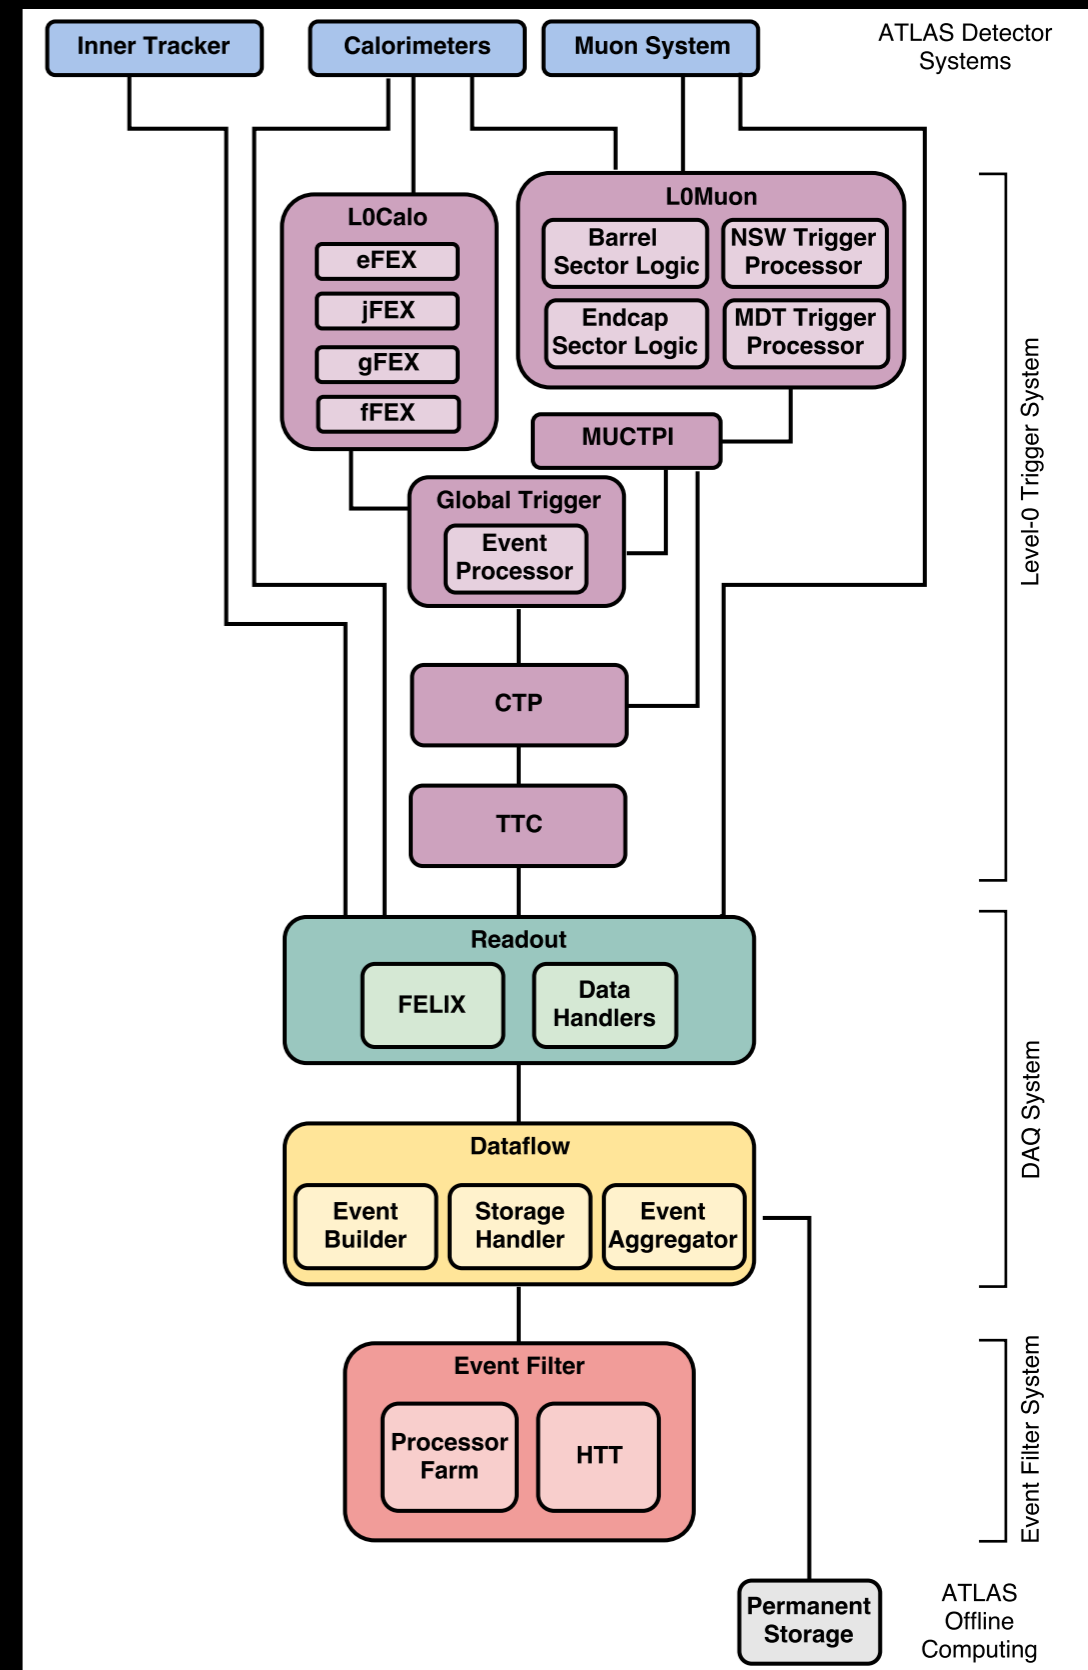 Inner Tracker
Calorimeters
Muon System
ATLAS Detector
Systems
L0Calo
eFEX
jFEX
gFEX
fFEX
L0Muon
Barrel
Sector Logic
NSW Trigger
Processor
Endcap
Sector Logic
MDT Trigger
Processor
MUCTPI
Global Trigger
Event
Processor
CTP
TTC
Level-0 Trigger System
Readout
FELIX
Data
Handlers
Dataflow
Event
Builder
Storage
Handler
Event
Aggregator
DAQ System
Event Filter
Processor
Farm
HTT
Event Filter System
Permanent
Storage
ATLAS
Offline
Computing